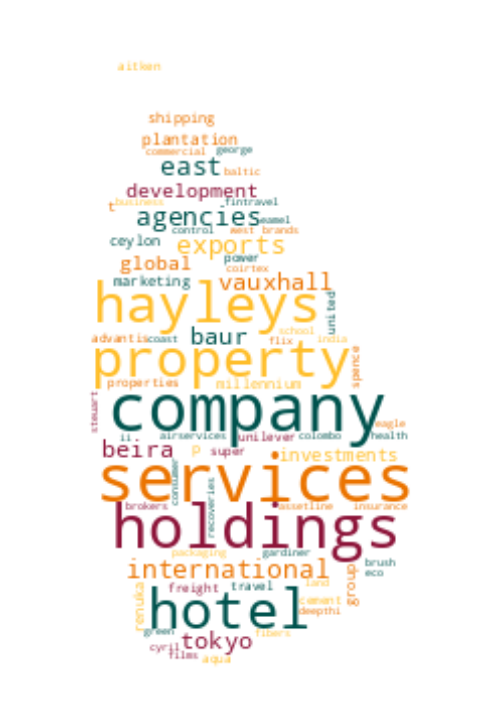 aitken
shipping
plantation
commercial george
east baltic
development
t business fintravel
agencies eamel
control west brands
ceylon exports
global power
coirtex
marketing vauxhall
hayleys united
advantis coast baur school
flix india
property spence
properties millennium
steuart company eagle
ii airservices unilever colombo health
beira p super investments
services consumer
brokers recoveries assetline insurance
holdings
packaging gardiner
international group brush
eco
renuka freight travel land
hotel cement
deepthi
green tokyo fibers
cyril
films aqua